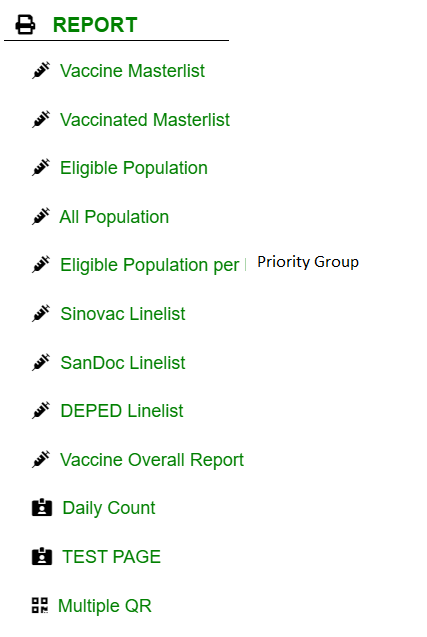 REPORT
Vaccine Masterlist
Vaccinated Masterlist
Eligible Population
All Population
Eligible Population per Priority Group
Sinovac Linelist
SanDoc Linelist
DEPED Linelist
Vaccine Overall Report
Daily Count
TEST PAGE
Multiple QR